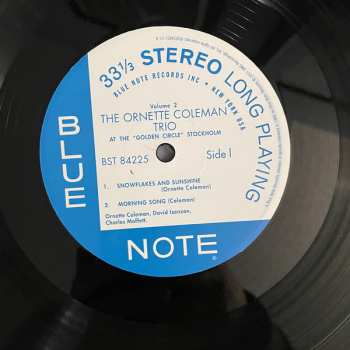 33⅓ STEREO LONG PLAYING
BLUE NOTE RECORDS INC • NEW YORK USA
Volume 2
THE ORNETTE COLEMAN
TRIO
AT THE "GOLDEN CIRCLE" STOCKHOLM
BST 84225 Side 1
1. SNOWFLAKES AND SUNSHINE
(Ornette Coleman)
2. MORNING SONG (Coleman)
Ornette Coleman, David Izenzon,
Charles Moffett.
BLUE
NOTE